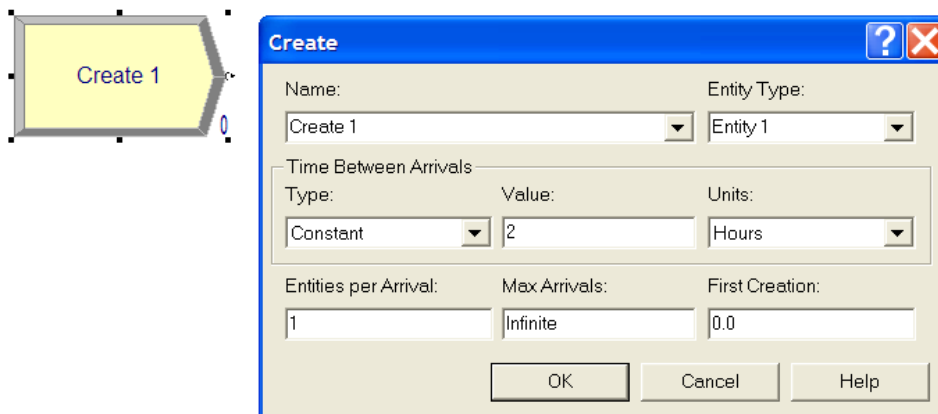 Create 1
0
Create
Name: Entity Type:
Create 1 Entity 1
Time Between Arrivals
Type: Value: Units:
Constant 2 Hours
Entities per Arrival: Max Arrivals: First Creation:
1 Infinite 0.0
OK Cancel Help